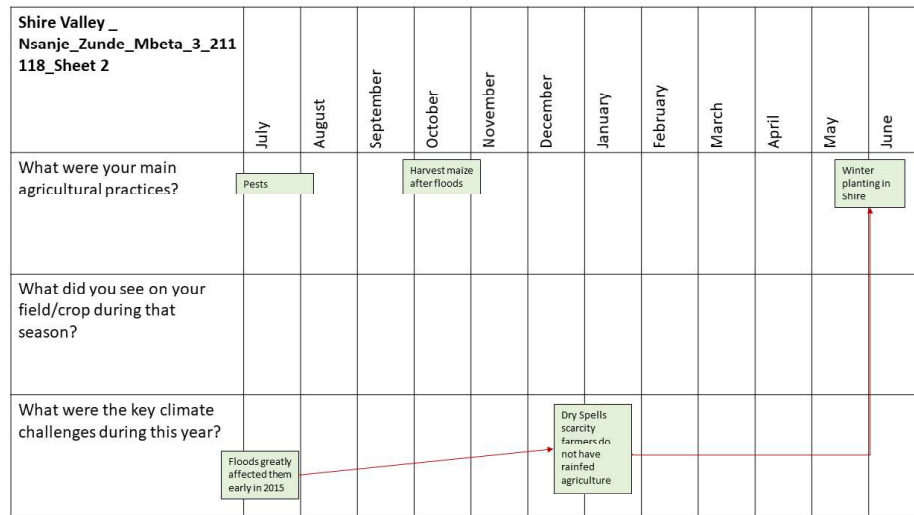 Shire Valley _
Nsanje_Zunde_Mbeta_3_211
118_Sheet 2
July
August
September
October
November
December
January
February
March
April
May
June
What were your main
agricultural practices?
Pests
Harvest maize
after floods
Winter
planting in
Shire
What did you see on your
field/crop during that
season?
What were the key climate
challenges during this year?
Floods greatly
affected them
early in 2015
Dry Spells
scarcity
farmers do
not have
rainfed
agriculture